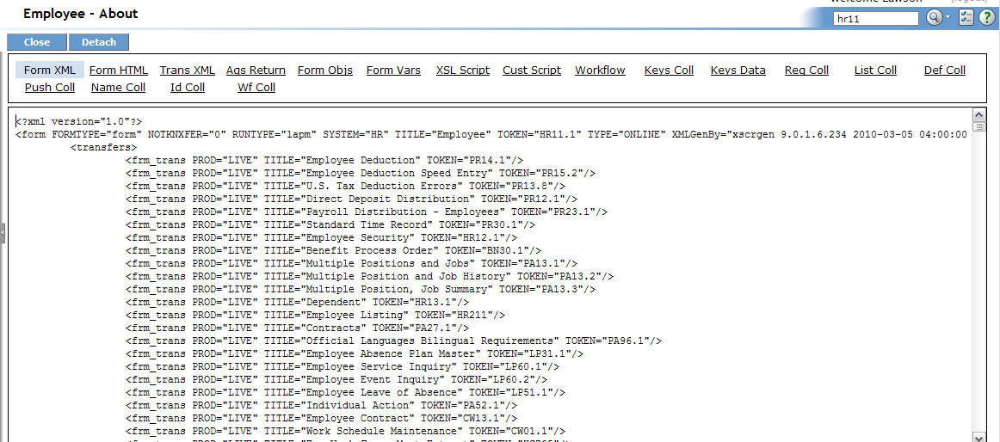 Employee - About
hr11
Close Detach
Form XML Form HTML Trans XML Ags Return Form Objs Form Vars XSL Script Cust Script Workflow Keys Coll Keys Data Req Coll List Coll Def Coll
Push Coll Name Coll Id Coll Wf Coll
<?xml version="1.0"?>
<form FORMTYPE="form" NOTKNXFER="0" RUNTYPE="lapm" SYSTEM="HR" TITLE="Employee" TOKEN="HR11.1" TYPE="ONLINE" XMLGenBy="xscrgen 9.0.1.6.234 2010-03-05 04:00:00
<transfers>
<frm_trans PROD="LIVE" TITLE="Employee Deduction" TOKEN="PR14.1"/>
<frm_trans PROD="LIVE" TITLE="Employee Deduction Speed Entry" TOKEN="PR15.2"/>
<frm_trans PROD="LIVE" TITLE="U.S. Tax Deduction Errors" TOKEN="PR13.8"/>
<frm_trans PROD="LIVE" TITLE="Direct Deposit Distribution" TOKEN="PR12.1"/>
<frm_trans PROD="LIVE" TITLE="Payroll Distribution - Employees" TOKEN="PR23.1"/>
<frm_trans PROD="LIVE" TITLE="Standard Time Record" TOKEN="PR30.1"/>
<frm_trans PROD="LIVE" TITLE="Employee Security" TOKEN="HR12.1"/>
<frm_trans PROD="LIVE" TITLE="Benefit Process Order" TOKEN="BN30.1"/>
<frm_trans PROD="LIVE" TITLE="Multiple Positions and Jobs" TOKEN="PA13.1"/>
<frm_trans PROD="LIVE" TITLE="Multiple Position and Job History" TOKEN="PA13.2"/>
<frm_trans PROD="LIVE" TITLE="Multiple Position, Job Summary" TOKEN="PA13.3"/>
<frm_trans PROD="LIVE" TITLE="Dependent" TOKEN="HR13.1"/>
<frm_trans PROD="LIVE" TITLE="Employee Listing" TOKEN="HR211"/>
<frm_trans PROD="LIVE" TITLE="Contracts" TOKEN="PA27.1"/>
<frm_trans PROD="LIVE" TITLE="Official Languages Bilingual Requirements" TOKEN="PA96.1"/>
<frm_trans PROD="LIVE" TITLE="Employee Absence Plan Master" TOKEN="LP31.1"/>
<frm_trans PROD="LIVE" TITLE="Employee Service Inquiry" TOKEN="LP60.1"/>
<frm_trans PROD="LIVE" TITLE="Employee Event Inquiry" TOKEN="LP60.2"/>
<frm_trans PROD="LIVE" TITLE="Employee Leave of Absence" TOKEN="LP51.1"/>
<frm_trans PROD="LIVE" TITLE="Individual Action" TOKEN="PA52.1"/>
<frm_trans PROD="LIVE" TITLE="Employee Contract" TOKEN="CW13.1"/>
<frm_trans PROD="LIVE" TITLE="Work Schedule Maintenance" TOKEN="CW01.1"/>